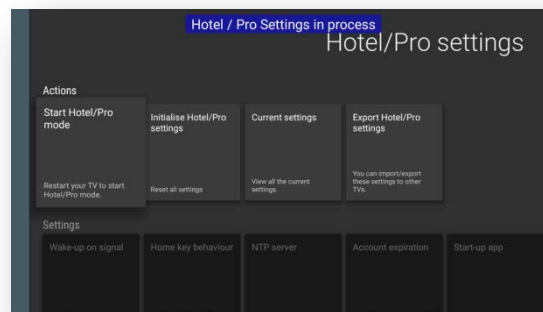 Hotel / Pro Settings in process
Hotel/Pro settings
Actions
Start Hotel/Pro
mode
Restart your TV to start
Hotel/Pro mode.
Initialise Hotel/Pro
settings
Reset all settings
Current settings
View all the current
settings.
Export Hotel/Pro
settings
You can import/export
these settings to other
TVs.
Settings
Wake-up on signal
Home key behaviour
NTP server
Account expiration
Start-up app